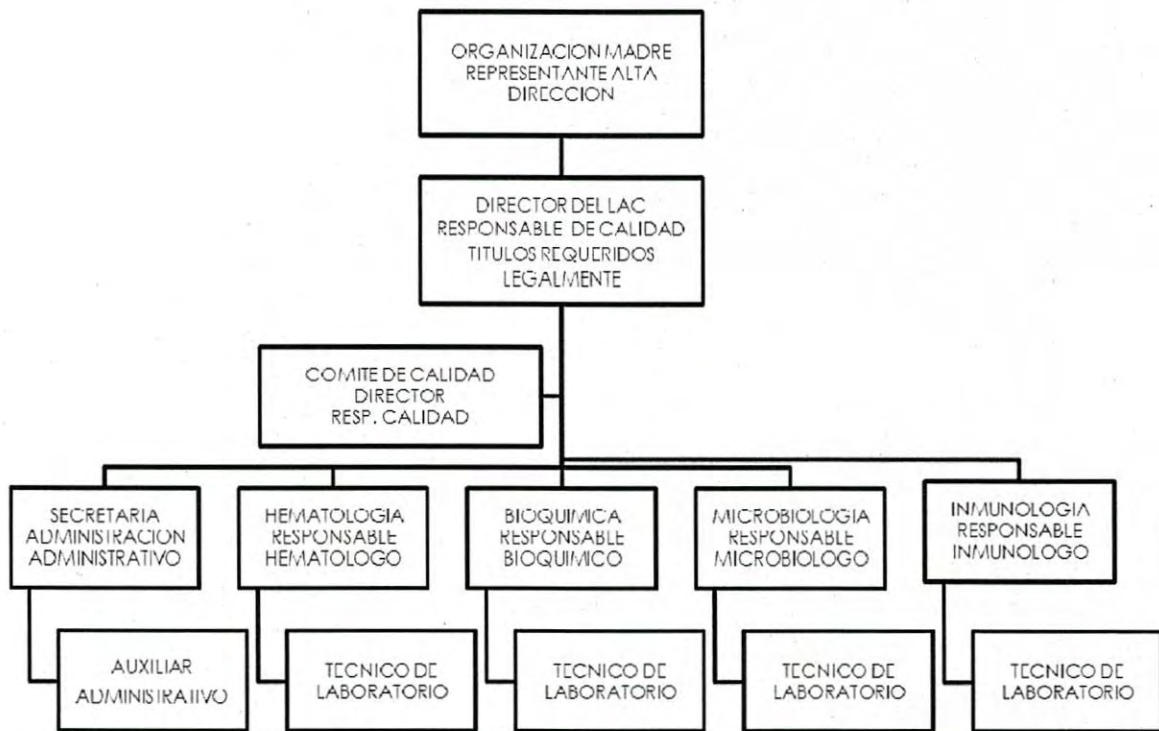 ORGANIZACION MADRE
REPRESENTANTE ALTA
DIRECCION
DIRECTOR DEL LAC
RESPONSABLE DE CALIDAD
TITULOS REQUERIDOS
LEGALMENTE
COMITE DE CALIDAD
DIRECTOR
RESP. CALIDAD
SECRETARIA
ADMINISTRACION
ADMINISTRATIVO
HEMATOLOGIA
RESPONSABLE
HEMATOLOGO
BIOQUIMICA
RESPONSABLE
BIOQUIMICO
MICROBIOLOGIA
RESPONSABLE
MICROBIOLOGO
INMUNOLOGIA
RESPONSABLE
INMUNOLOGO
AUXILIAR
ADMINISTRATIVO
TECNICO DE
LABORATORIO
TECNICO DE
LABORATORIO
TECNICO DE
LABORATORIO
TECNICO DE
LABORATORIO